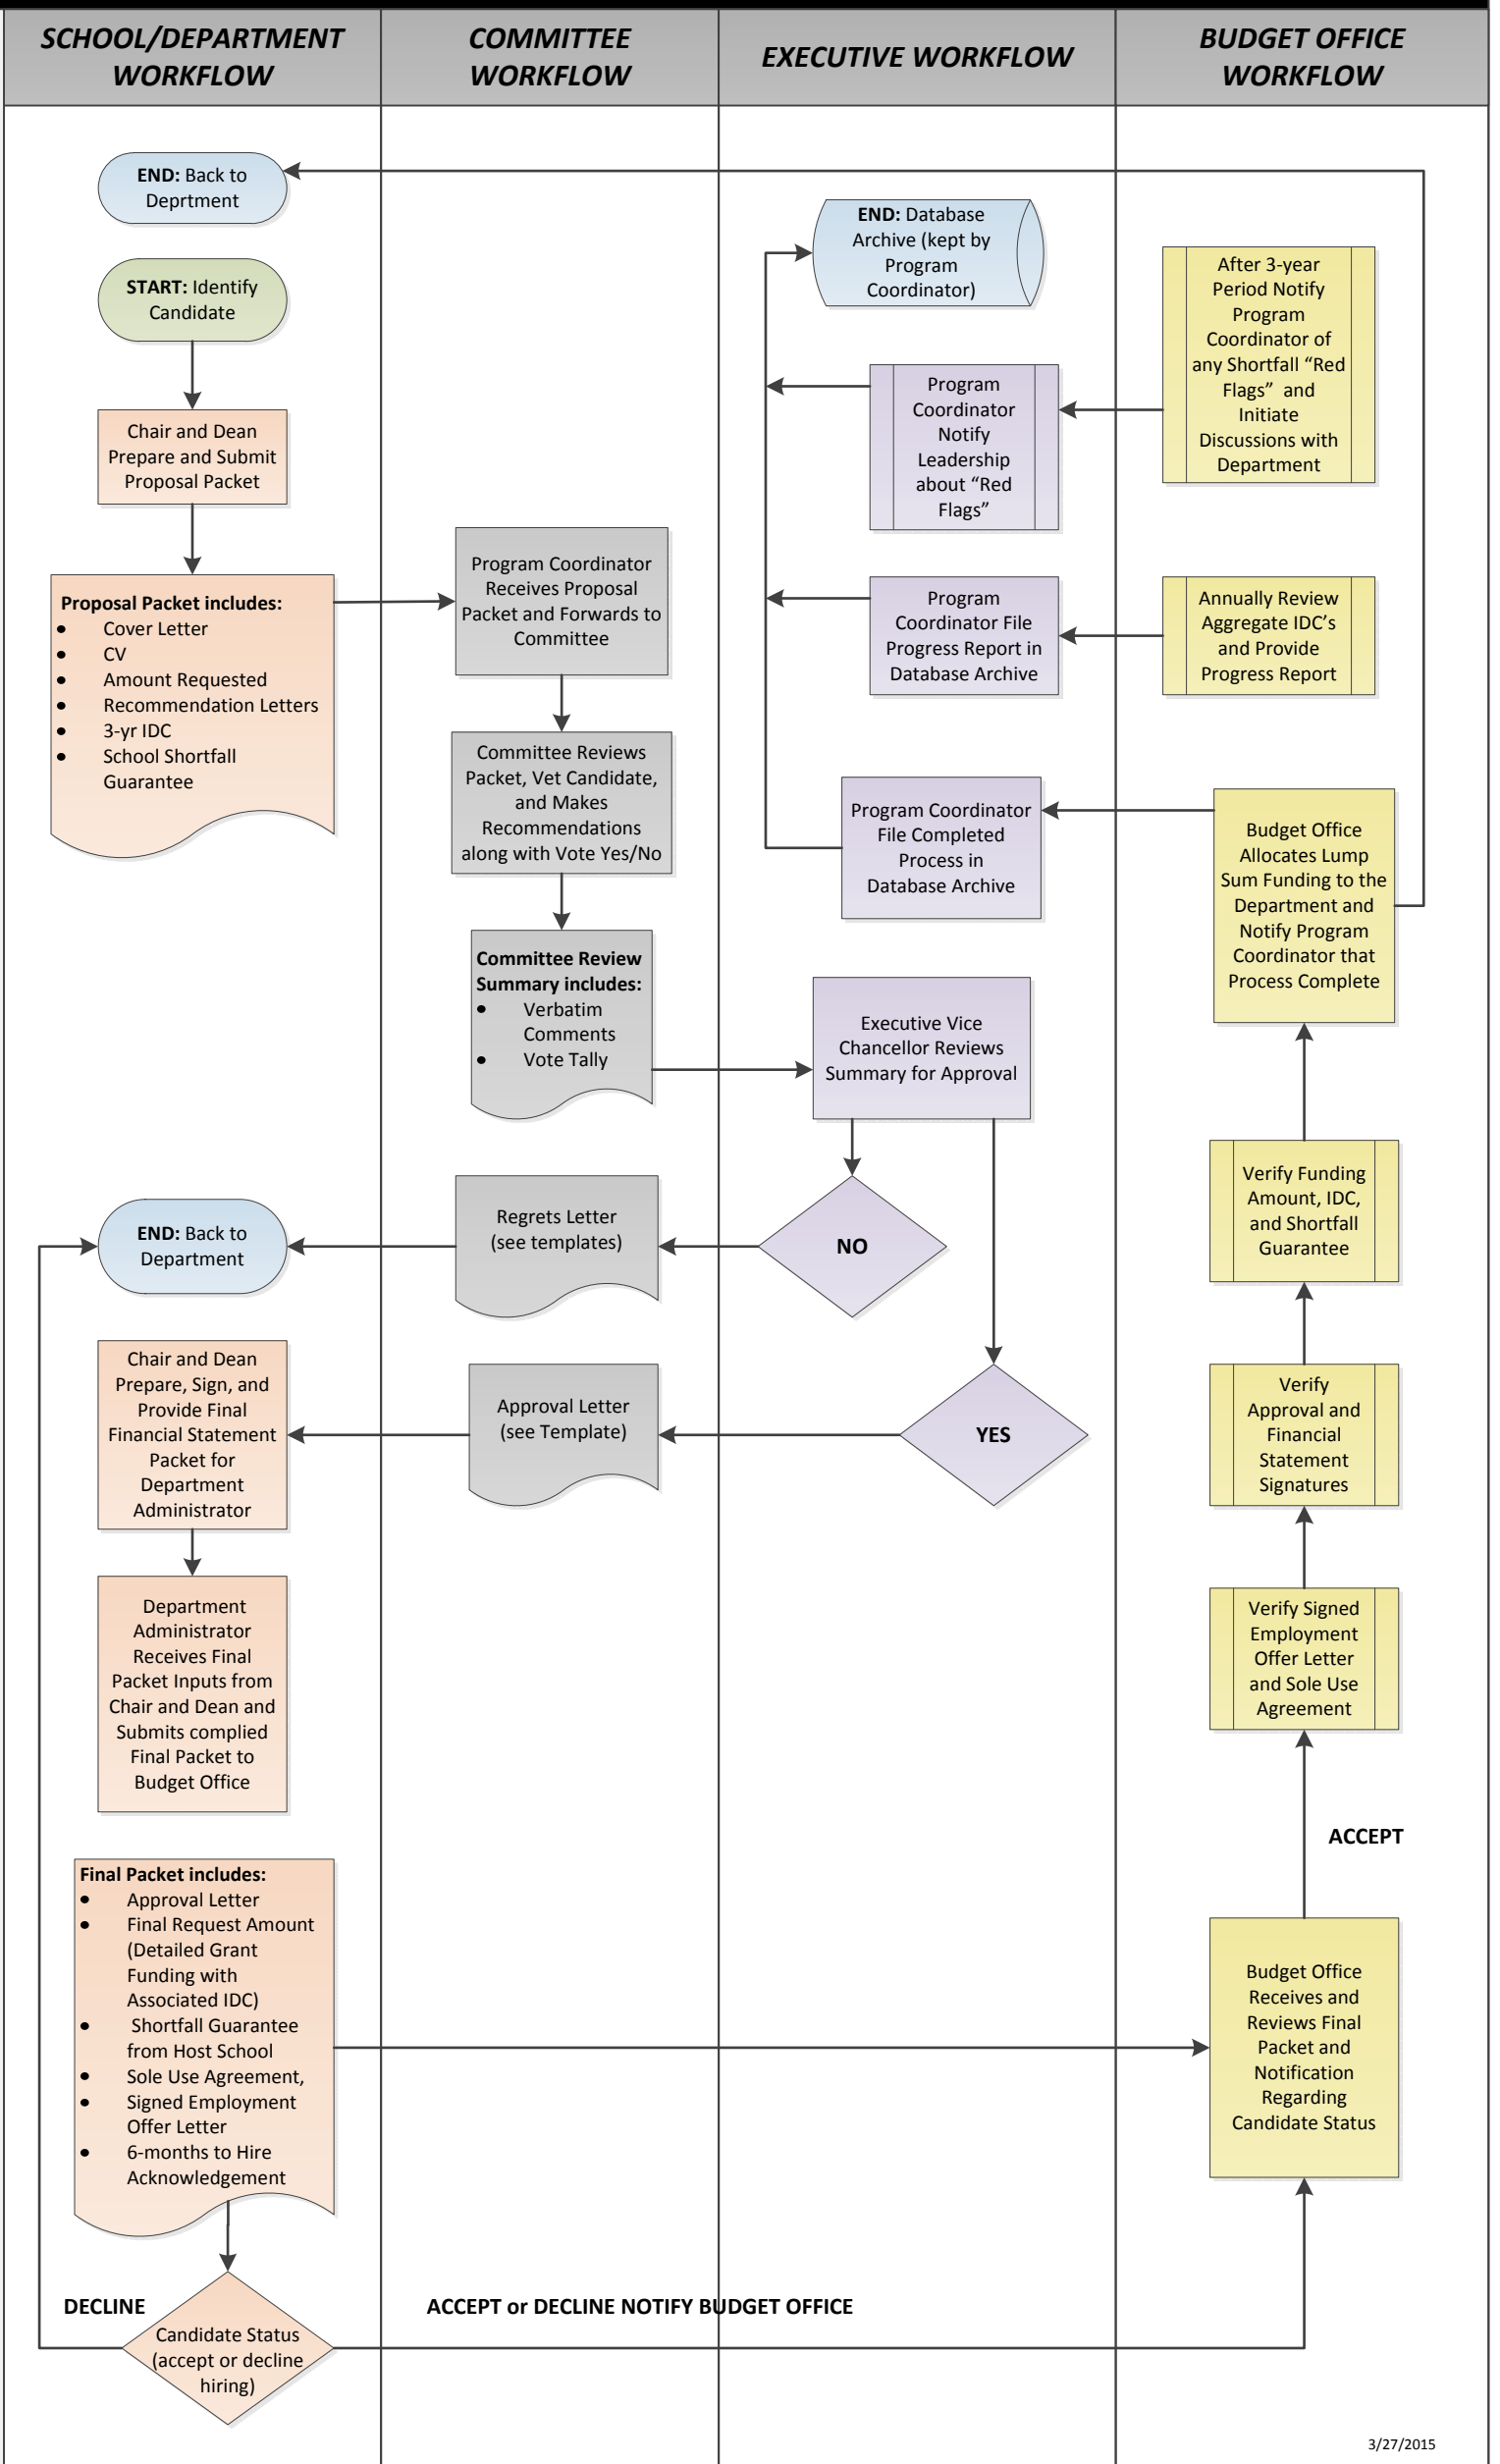 SCHOOL/DEPARTMENT
WORKFLOW
COMMITTEE
WORKFLOW
EXECUTIVE WORKFLOW
BUDGET OFFICE
WORKFLOW
END: Back to
Deprtment
START: Identify
Candidate
Chair and Dean
Prepare and Submit
Proposal Packet
Proposal Packet includes:
• Cover Letter
• CV
• Amount Requested
• Recommendation Letters
• 3-yr IDC
• School Shortfall
Guarantee
END: Back to
Department
Chair and Dean
Prepare, Sign, and
Provide Final
Financial Statement
Packet for
Department
Administrator
Department
Administrator
Receives Final
Packet Inputs from
Chair and Dean and
Submits complied
Final Packet to
Budget Office
Final Packet includes:
• Approval Letter
• Final Request Amount
(Detailed Grant
Funding with
Associated IDC)
• Shortfall Guarantee
from Host School
• Sole Use Agreement,
• Signed Employment
Offer Letter
• 6-months to Hire
Acknowledgement
DECLINE
Candidate Status
(accept or decline
hiring)
ACCEPT or DECLINE NOTIFY BUDGET OFFICE
Program Coordinator
Receives Proposal
Packet and Forwards to
Committee
Committee Reviews
Packet, Vet Candidate,
and Makes
Recommendations
along with Vote Yes/No
Committee Review
Summary includes:
• Verbatim
Comments
• Vote Tally
Regrets Letter
(see templates)
Approval Letter
(see Template)
END: Database
Archive (kept by
Program
Coordinator)
Program
Coordinator
Notify
Leadership
about “Red
Flags”
Program
Coordinator File
Progress Report in
Database Archive
Program Coordinator
File Completed
Process in
Database Archive
Executive Vice
Chancellor Reviews
Summary for Approval
NO
YES
After 3-year
Period Notify
Program
Coordinator of
any Shortfall “Red
Flags” and
Initiate
Discussions with
Department
Annually Review
Aggregate IDC's
and Provide
Progress Report
Budget Office
Allocates Lump
Sum Funding to the
Department and
Notify Program
Coordinator that
Process Complete
Verify Funding
Amount, IDC,
and Shortfall
Guarantee
Verify
Approval and
Financial
Statement
Signatures
Verify Signed
Employment
Offer Letter
and Sole Use
Agreement
ACCEPT
Budget Office
Receives and
Reviews Final
Packet and
Notification
Regarding
Candidate Status
3/27/2015